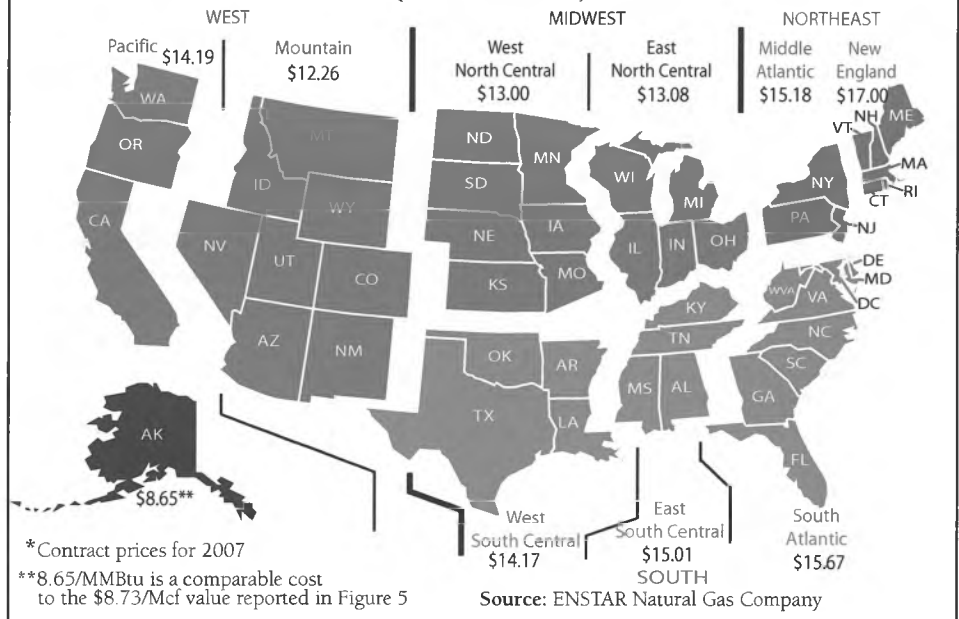 WEST
MIDWEST
NORTHEAST
Pacific $14.19
Mountain
$12.26
West
North Central
$13.00
East
North Central
$13.08
Middle
Atlantic
$15.18
New
England
$17.00
WA
OR
CA
MT
ID
WY
NV
UT
CO
AZ
NM
ND
SD
NE
KS
MN
IA
MO
WI
MI
IL
IN
OH
NY
PA
VT
NH
ME
MA
RI
CT
NJ
DE
MD
DC
WVA
VA
KY
TN
NC
SC
GA
FL
OK
AR
TX
LA
MS
AL
AK
$8.65**
West
South Central
$14.17
East
South Central
$15.01
SOUTH
South
Atlantic
$15.67
*Contract prices for 2007
**8.65/MMBtu is a comparable cost
to the $8.73/Mcf value reported in Figure 5
Source: ENSTAR Natural Gas Company